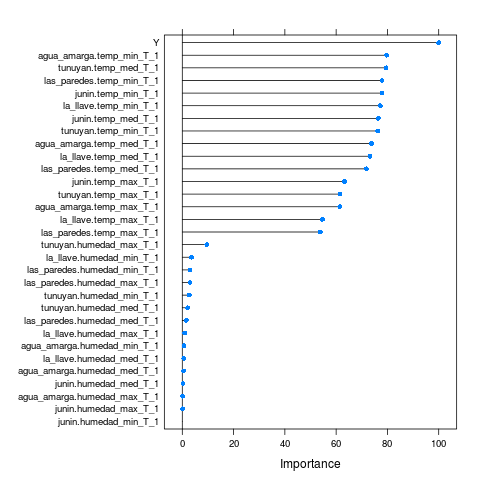 Y
agua_amarga.temp_min_T_1
tunuyan.temp_med_T_1
las_paredes.temp_min_T_1
junin.temp_min_T_1
la_llave.temp_min_T_1
junin.temp_med_T_1
tunuyan.temp_min_T_1
agua_amarga.temp_med_T_1
la_llave.temp_med_T_1
las_paredes.temp_med_T_1
junin.temp_max_T_1
tunuyan.temp_max_T_1
agua_amarga.temp_max_T_1
la_llave.temp_max_T_1
las_paredes.temp_max_T_1
tunuyan.humedad_max_T_1
la_llave.humedad_min_T_1
las_paredes.humedad_min_T_1
las_paredes.humedad_max_T_1
tunuyan.humedad_min_T_1
tunuyan.humedad_med_T_1
las_paredes.humedad_med_T_1
la_llave.humedad_max_T_1
agua_amarga.humedad_min_T_1
la_llave.humedad_med_T_1
agua_amarga.humedad_med_T_1
junin.humedad_med_T_1
agua_amarga.humedad_max_T_1
junin.humedad_max_T_1
junin.humedad_min_T_1
0 20 40 60 80 100
Importance